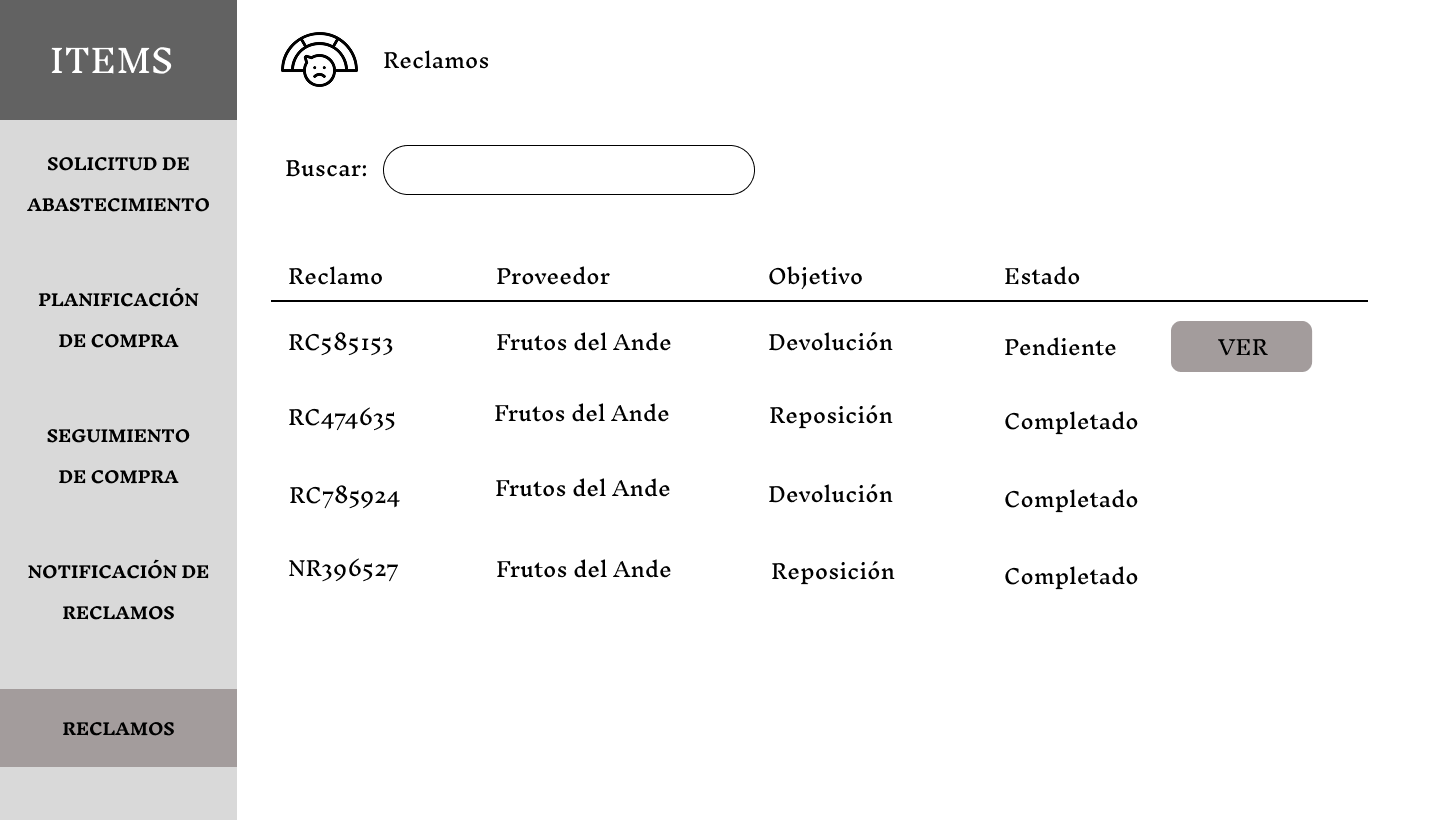 ITEMS
SOLICITUD DE
ABASTECIMIENTO
PLANIFICACIÓN
DE COMPRA
SEGUIMIENTO
DE COMPRA
NOTIFICACIÓN DE
RECLAMOS
RECLAMOS
Reclamos
Buscar:
Reclamo Proveedor Objetivo Estado
RC585153 Frutos del Ande Devolución Pendiente VER
RC474635 Frutos del Ande Reposición Completado
RC785924 Frutos del Ande Devolución Completado
NR396527 Frutos del Ande Reposición Completado